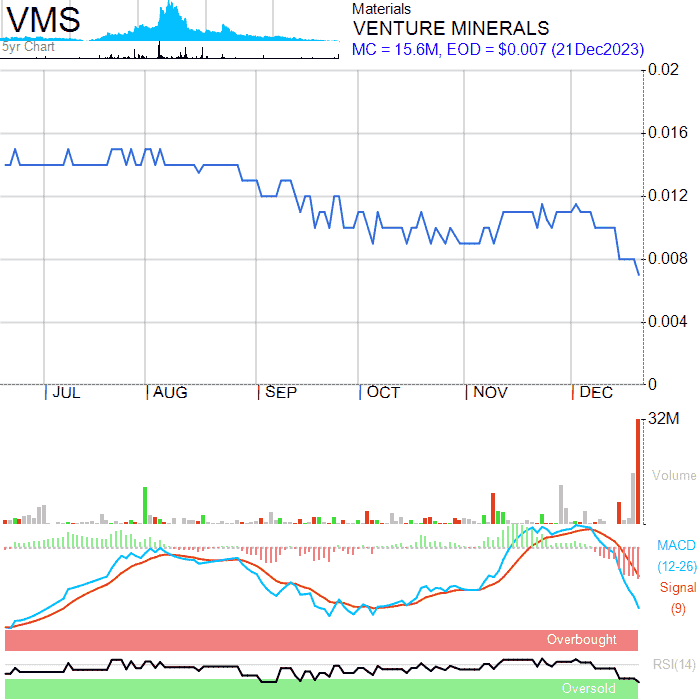 VMS
5yr Chart
Materials
VENTURE MINERALS
MC = 15.6M, EOD = $0.007 (21Dec2023)
0.02
0.016
0.012
0.008
0.004
0
JUL AUG SEP OCT NOV DEC
32M
Volume
MACD
(12-26)
Signal
(9)
Overbought
RSI(14)
Oversold